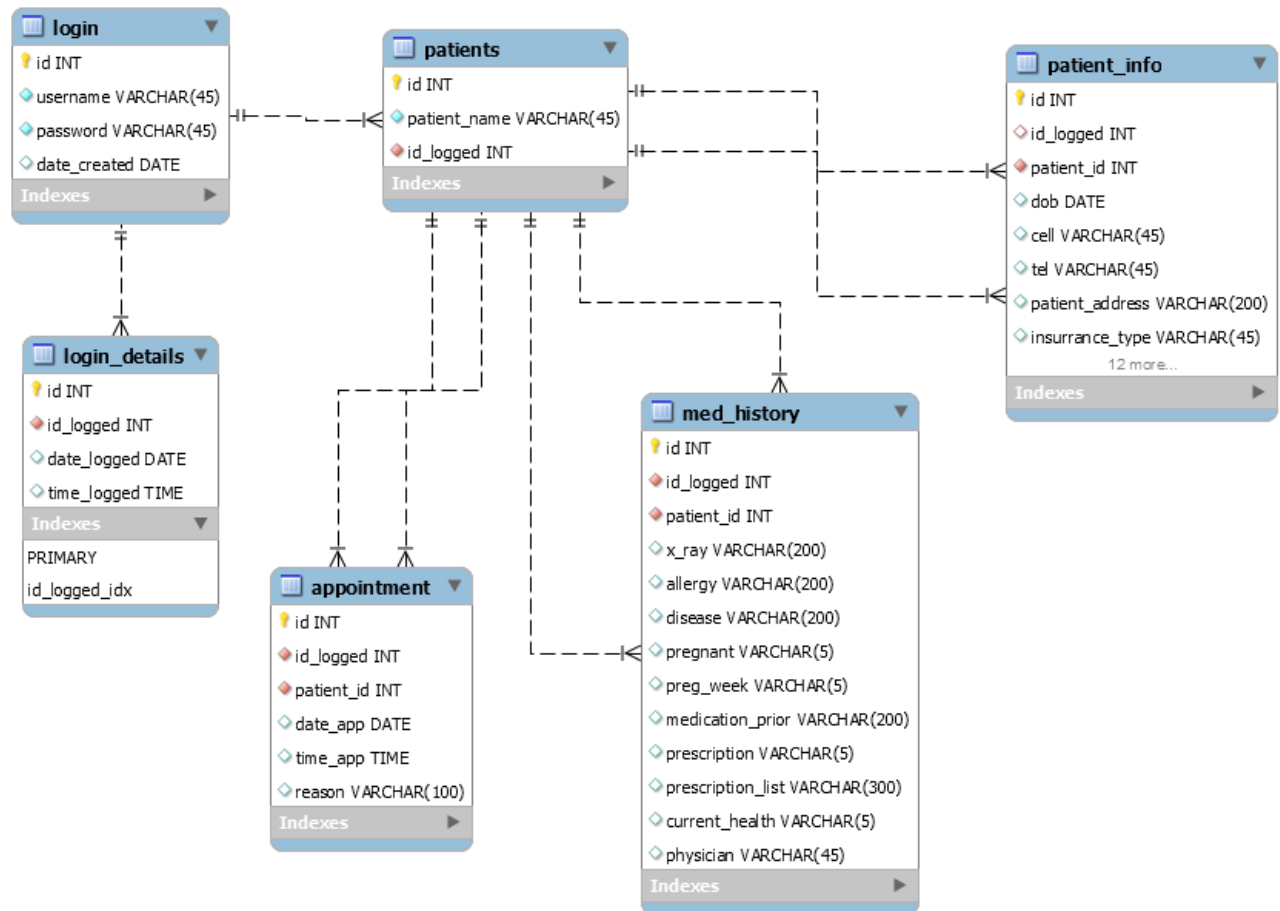 login
id INT
username VARCHAR(45)
password VARCHAR(45)
date_created DATE
Indexes
patients
id INT
patient_name VARCHAR(45)
id_logged INT
Indexes
patient_info
id INT
id_logged INT
patient_id INT
dob DATE
cell VARCHAR(45)
tel VARCHAR(45)
patient_address VARCHAR(200)
insurrance_type VARCHAR(45)
12 more...
Indexes
login_details
id INT
id_logged INT
date_logged DATE
time_logged TIME
Indexes
PRIMARY
id_logged_idx
appointment
id INT
id_logged INT
patient_id INT
date_app DATE
time_app TIME
reason VARCHAR(100)
Indexes
med_history
id INT
id_logged INT
patient_id INT
x_ray VARCHAR(200)
allergy VARCHAR(200)
disease VARCHAR(200)
pregnant VARCHAR(5)
preg_week VARCHAR(5)
medication_prior VARCHAR(200)
prescription VARCHAR(5)
prescription_list VARCHAR(300)
current_health VARCHAR(5)
physician VARCHAR(45)
Indexes